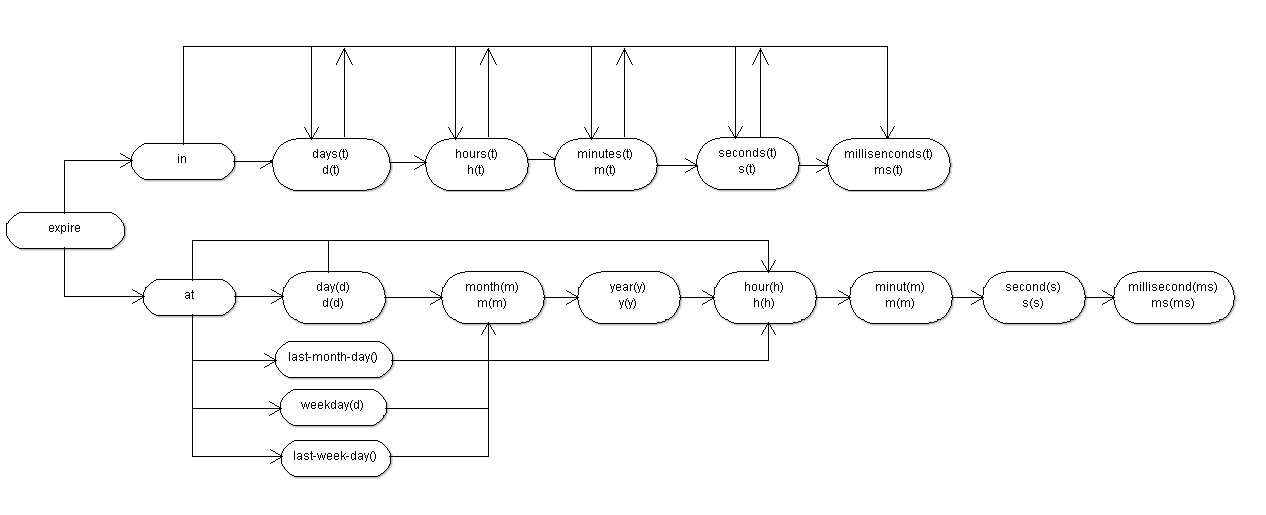 in
days(t)
d(t)
hours(t)
h(t)
minutes(t)
m(t)
seconds(t)
s(t)
millisenconds(t)
ms(t)
expire
at
day(d)
d(d)
month(m)
m(m)
year(y)
y(y)
hour(h)
h(h)
minut(m)
m(m)
second(s)
s(s)
millisecond(ms)
ms(ms)
last-month-day()
weekday(d)
last-week-day()